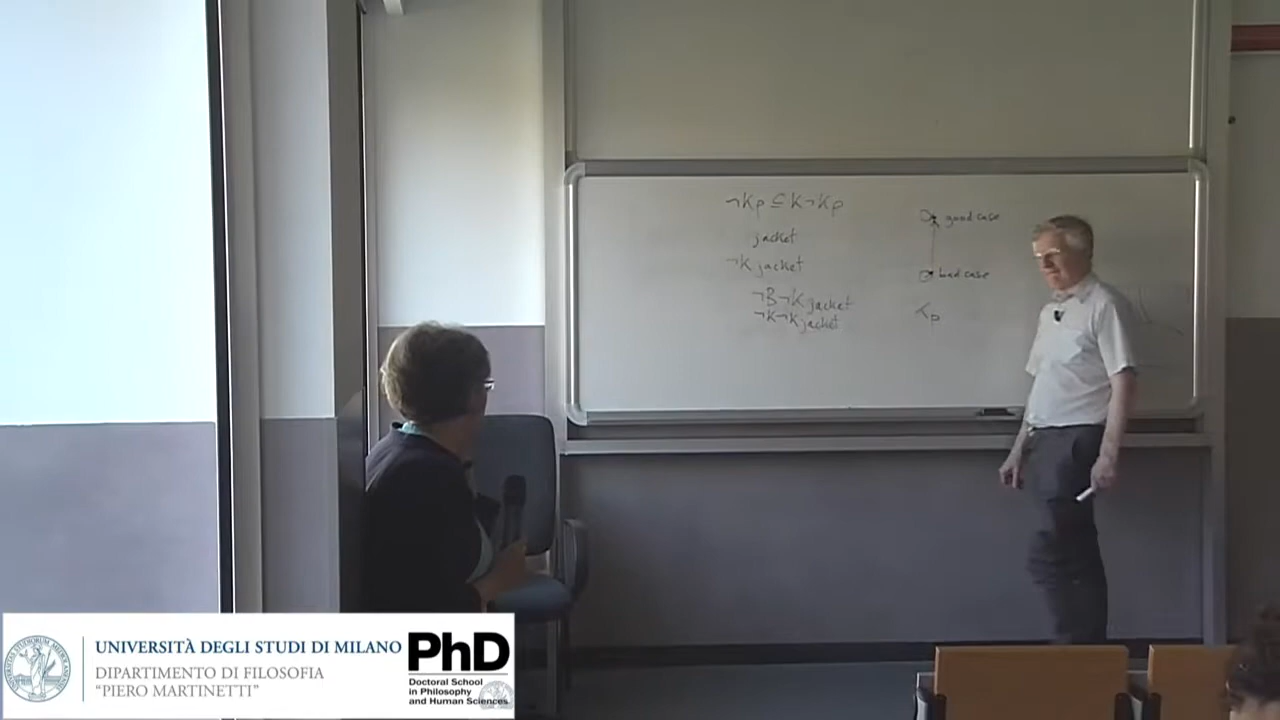 ¬Kp ⊆ K¬Kp
jacket
¬K jacket
¬B¬K jacket
¬K¬K jacket
good case
bad case
Kp
UNIVERSITÀ DEGLI STUDI DI MILANO
DIPARTIMENTO DI FILOSOFIA
“PIERO MARTINETTI”
PhD
Doctoral School
in Philosophy
and Human Sciences